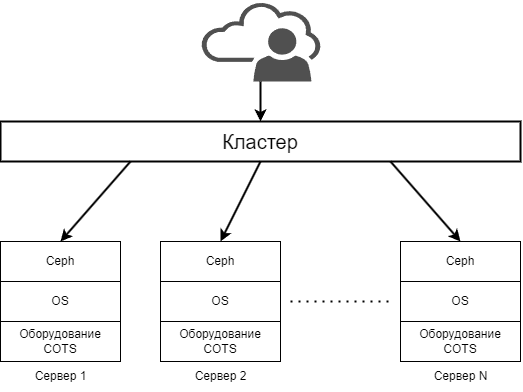 Кластер
Ceph
OS
Оборудование
COTS
Сервер 1
Ceph
OS
Оборудование
COTS
Сервер 2
Ceph
OS
Оборудование
COTS
Сервер N